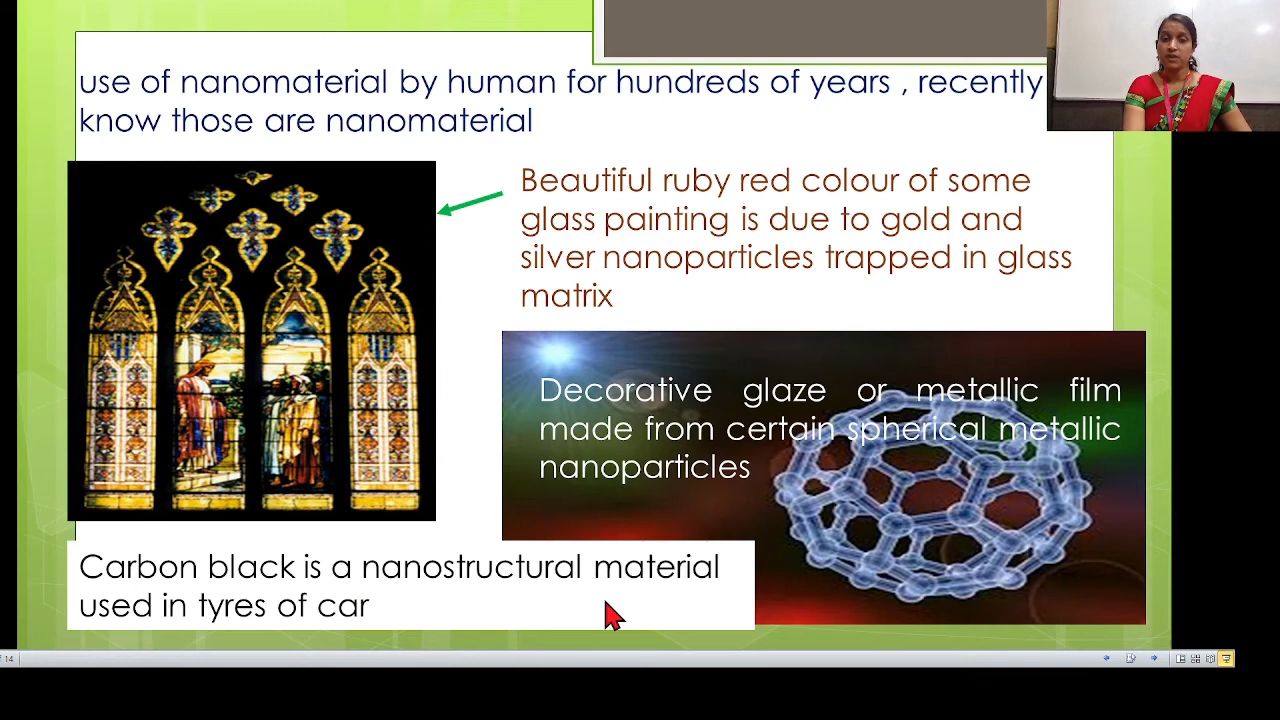 use of nanomaterial by human for hundreds of years , recently
know those are nanomaterial
Beautiful ruby red colour of some
glass painting is due to gold and
silver nanoparticles trapped in glass
matrix
Decorative glaze or metallic film
made from certain spherical metallic
nanoparticles
Carbon black is a nanostructural material
used in tyres of car
of 14